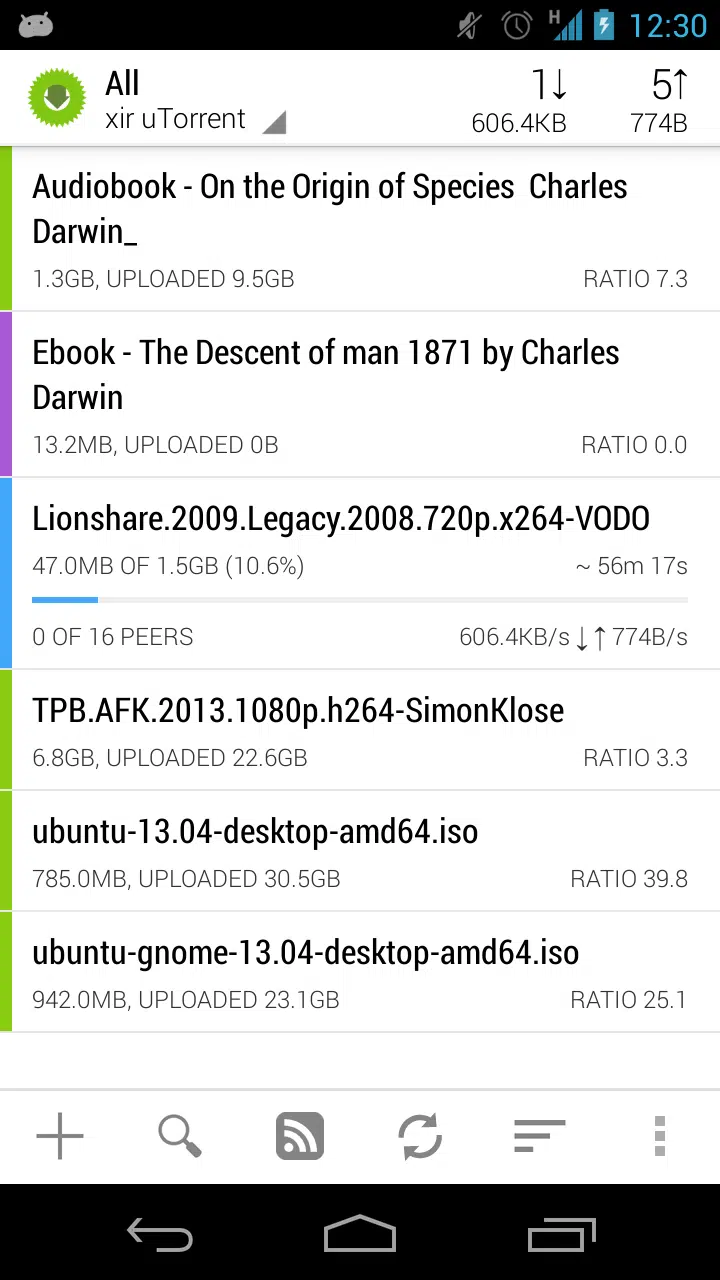 H 12:30
All 1↓ 5↑
xir uTorrent 606.4KB 774B
Audiobook - On the Origin of Species  Charles
Darwin_
1.3GB, UPLOADED 9.5GB RATIO 7.3
Ebook - The Descent of man 1871 by Charles
Darwin
13.2MB, UPLOADED 0B RATIO 0.0
Lionshare.2009.Legacy.2008.720p.x264-VODO
47.0MB OF 1.5GB (10.6%) ~ 56m 17s
0 OF 16 PEERS 606.4KB/s ↓↑ 774B/s
TPB.AFK.2013.1080p.h264-SimonKlose
6.8GB, UPLOADED 22.6GB RATIO 3.3
ubuntu-13.04-desktop-amd64.iso
785.0MB, UPLOADED 30.5GB RATIO 39.8
ubuntu-gnome-13.04-desktop-amd64.iso
942.0MB, UPLOADED 23.1GB RATIO 25.1